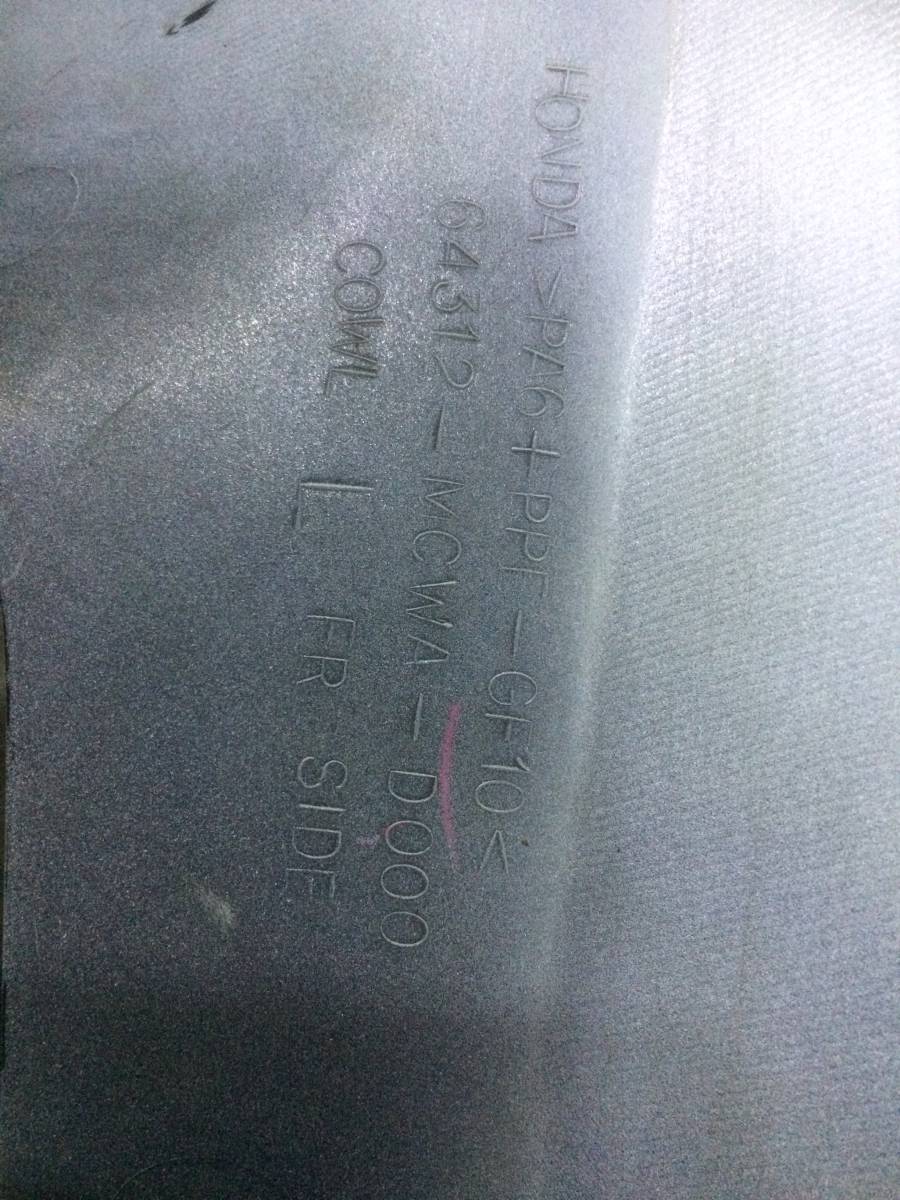 HONDA >PA6+PPE-GF10<
64312-MCWA-D000
COWL L FR SIDE